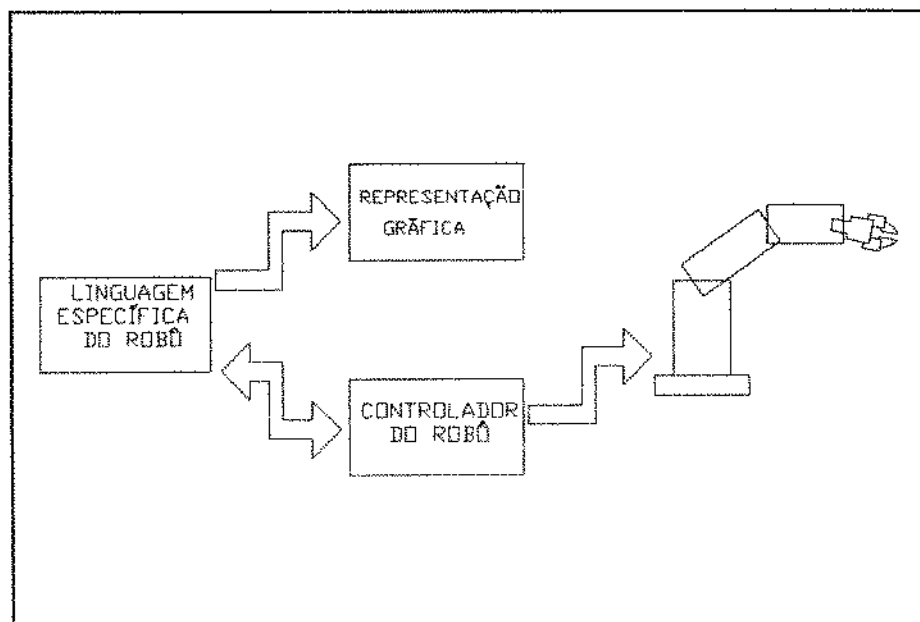 REPRESENTAÇÃO
GRÁFICA
LINGUAGEM
ESPECÍFICA
DO ROBÔ
CONTROLADOR
DO ROBÔ